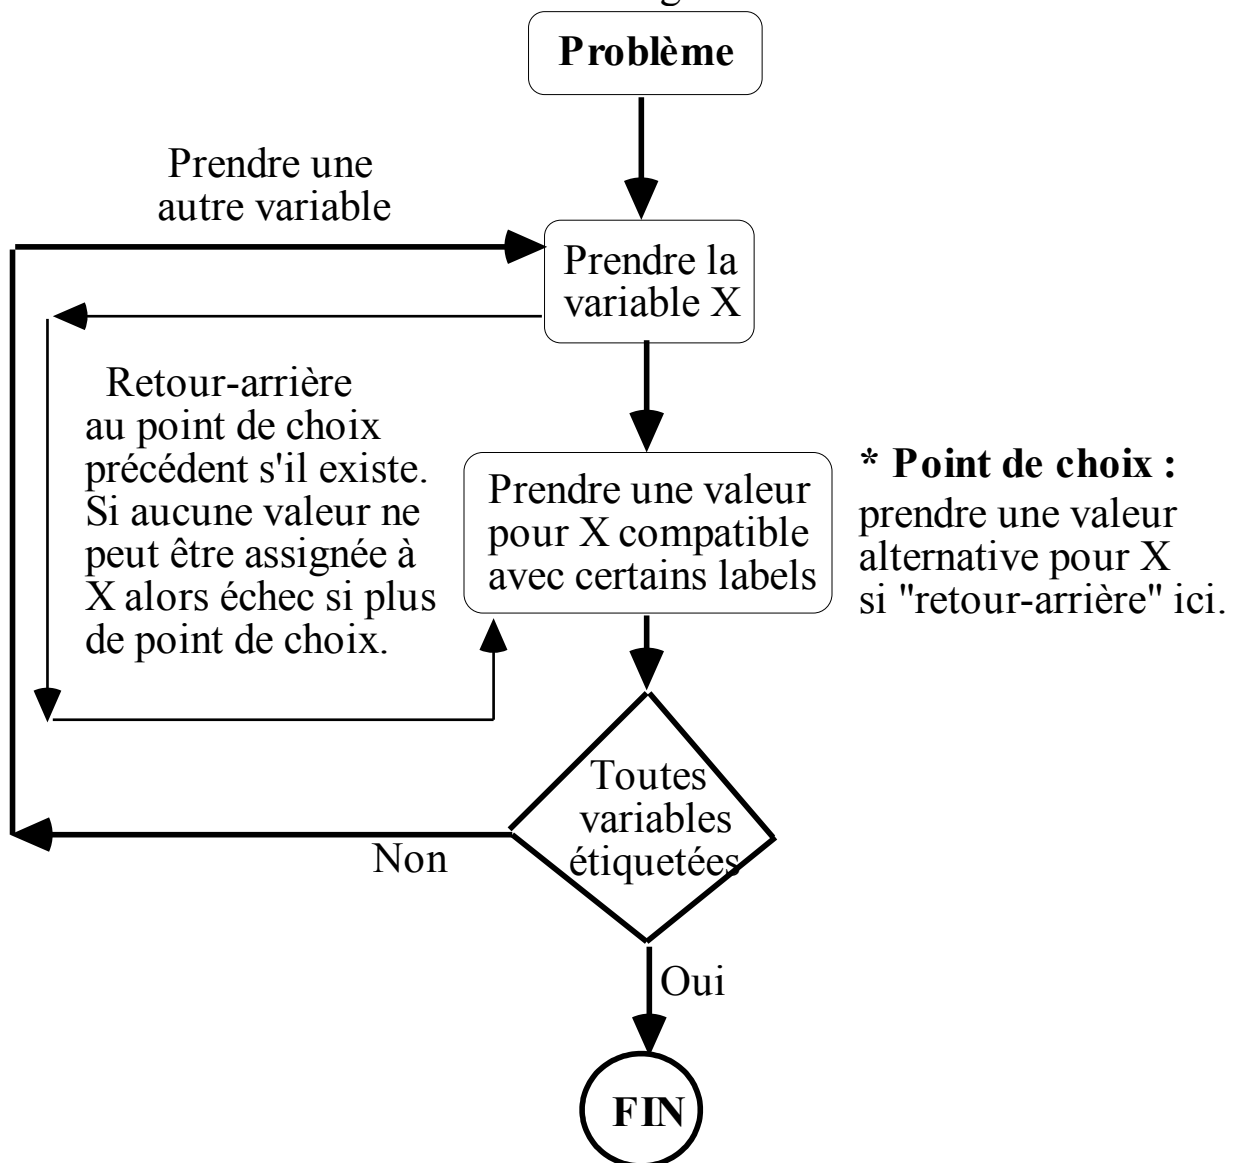 Problème
Prendre une
autre variable
Prendre la
variable X
Retour-arrière
au point de choix
précédent s'il existe.
Si aucune valeur ne
peut être assignée à
X alors échec si plus
de point de choix.
Prendre une valeur
pour X compatible
avec certains labels
* Point de choix :
prendre une valeur
alternative pour X
si "retour-arrière" ici.
Toutes
variables
étiquetées
Non
Oui
FIN